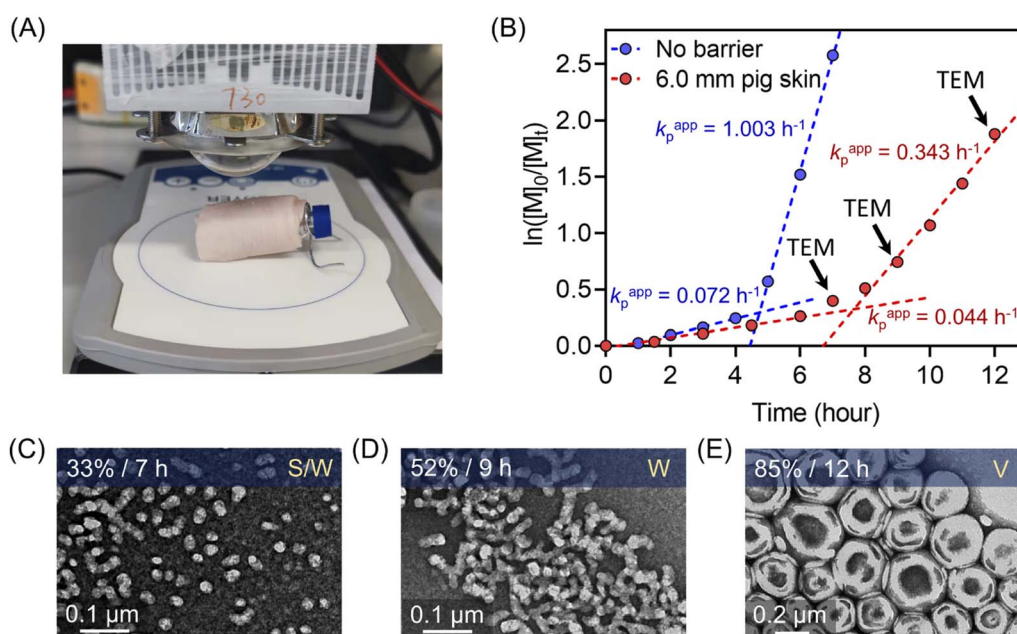 (A)
730
(B)
No barrier
6.0 mm pig skin
ln([M]₀/[M]ₜ)
2.5
2.0
1.5
1.0
0.5
0.0
kₚᵃᵖᵖ = 1.003 h⁻¹
TEM
kₚᵃᵖᵖ = 0.343 h⁻¹
TEM
TEM
kₚᵃᵖᵖ = 0.072 h⁻¹
kₚᵃᵖᵖ = 0.044 h⁻¹
0 2 4 6 8 10 12
Time (hour)
(C)
33% / 7 h S/W
0.1 μm
(D)
52% / 9 h W
0.1 μm
(E)
85% / 12 h V
0.2 μm